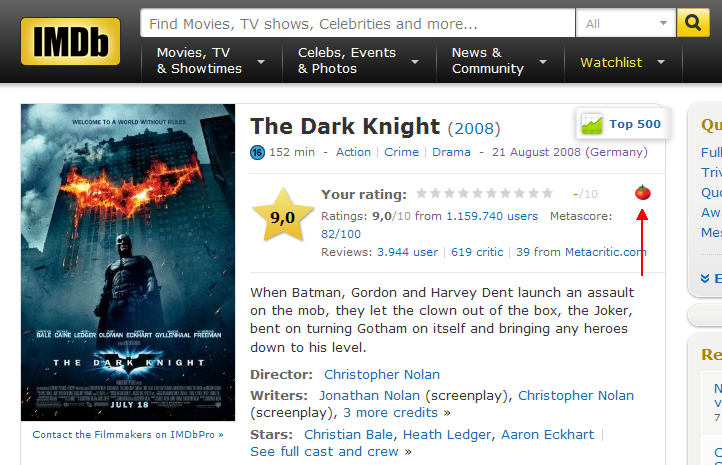 IMDb
Find Movies, TV shows, Celebrities and more...
All
Movies, TV
& Showtimes
Celebs, Events
& Photos
News &
Community
Watchlist
WELCOME TO A WORLD WITHOUT RULES.
BALE CAINE LEDGER OLDMAN ECKHART GYLLENHAAL FREEMAN
THE DARK KNIGHT
JULY 18
Contact the Filmmakers on IMDbPro »
The Dark Knight (2008)
Top 500
16 152 min - Action | Crime | Drama - 21 August 2008 (Germany)
9,0
Your rating:
-/10
Ratings: 9,0/10 from 1.159.740 users Metascore:
82/100
Reviews: 3.944 user | 619 critic | 39 from Metacritic.com
When Batman, Gordon and Harvey Dent launch an assault
on the mob, they let the clown out of the box, the Joker,
bent on turning Gotham on itself and bringing any heroes
down to his level.
Director: Christopher Nolan
Writers: Jonathan Nolan (screenplay), Christopher Nolan
(screenplay), 3 more credits »
Stars: Christian Bale, Heath Ledger, Aaron Eckhart |
See full cast and crew »
Qu
Full
Triv
Quo
Aw
Mes
E
Re
N
v
7
C